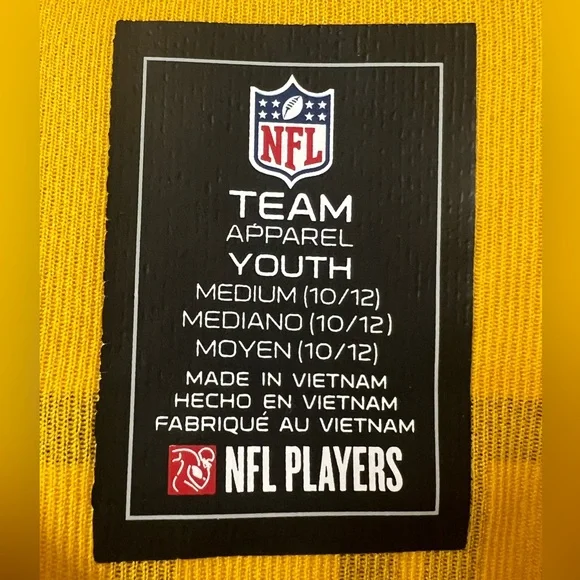 NFL
TEAM
APPAREL
YOUTH
MEDIUM (10/12)
MEDIANO (10/12)
MOYEN (10/12)
MADE IN VIETNAM
HECHO EN VIETNAM
FABRIQUÉ AU VIETNAM
NFL PLAYERS